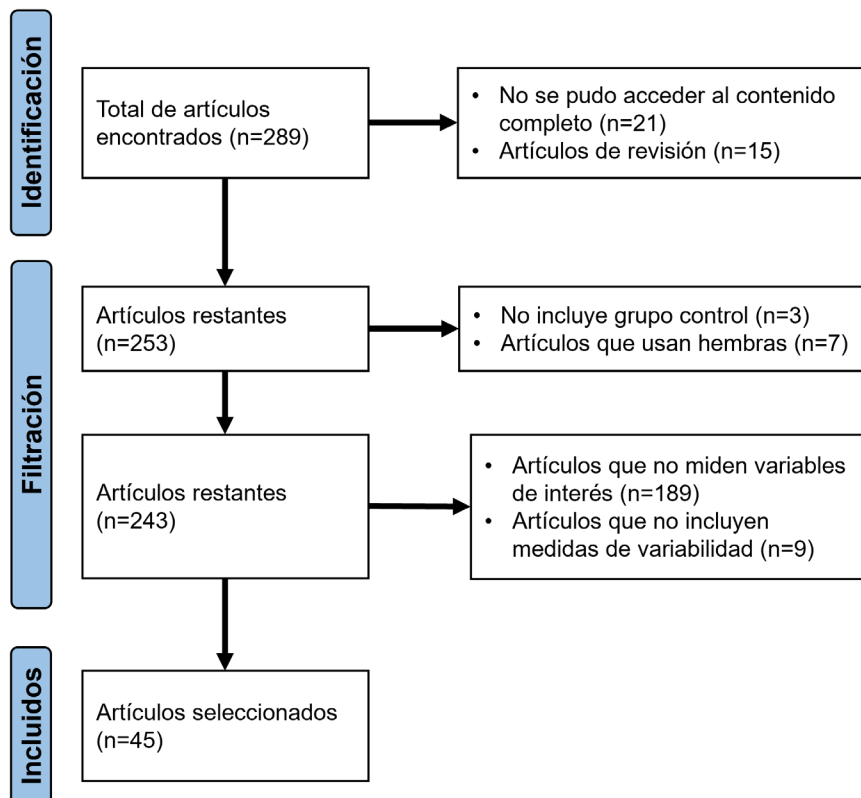 Identificación
Total de artículos
encontrados (n=289)
• No se pudo acceder al contenido
completo (n=21)
• Artículos de revisión (n=15)
Filtración
Artículos restantes
(n=253)
• No incluye grupo control (n=3)
• Artículos que usan hembras (n=7)
Artículos restantes
(n=243)
• Artículos que no miden variables
de interés (n=189)
• Artículos que no incluyen
medidas de variabilidad (n=9)
Incluidos
Artículos seleccionados
(n=45)